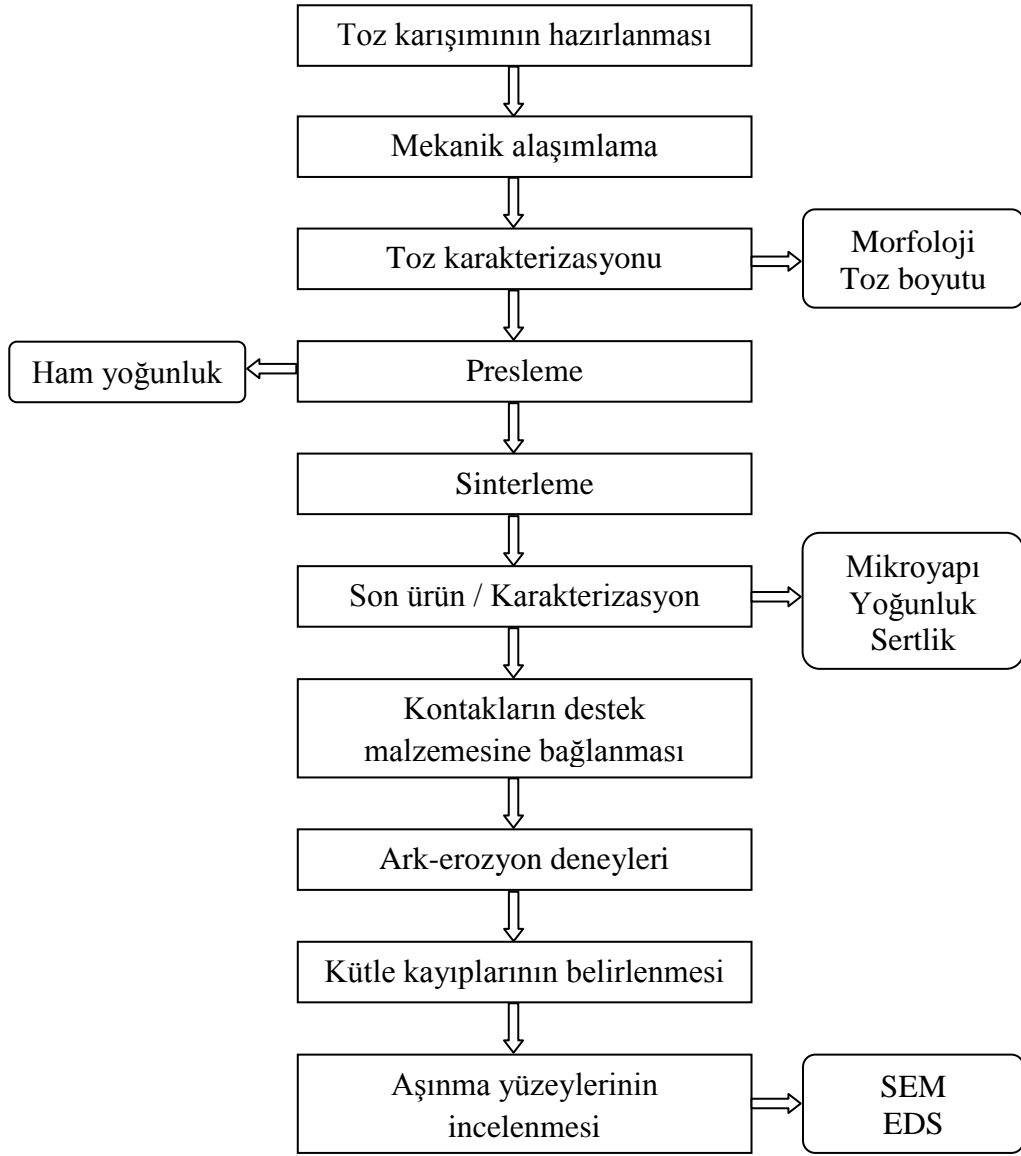 Toz karışımının hazırlanması
Mekanik alaşımlama
Toz karakterizasyonu
Morfoloji
Toz boyutu
Ham yoğunluk
Presleme
Sinterleme
Son ürün / Karakterizasyon
Mikroyapı
Yoğunluk
Sertlik
Kontakların destek
malzemesine bağlanması
Ark-erozyon deneyleri
Kütle kayıplarının belirlenmesi
Aşınma yüzeylerinin
incelenmesi
SEM
EDS